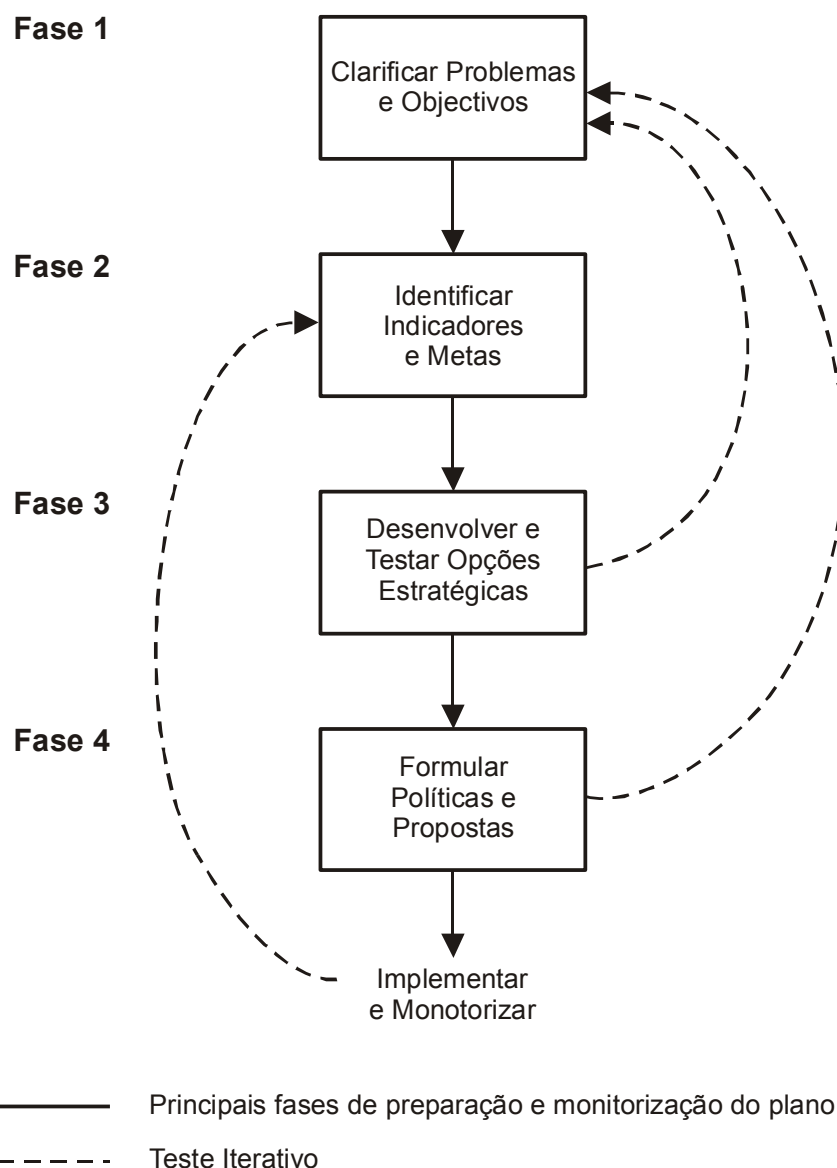 Fase 1
Clarificar Problemas
e Objectivos
Fase 2
Identificar
Indicadores
e Metas
Fase 3
Desenvolver e
Testar Opções
Estratégicas
Fase 4
Formular
Políticas e
Propostas
Implementar
e Monotorizar
Principais fases de preparação e monitorização do plano
Teste Iterativo